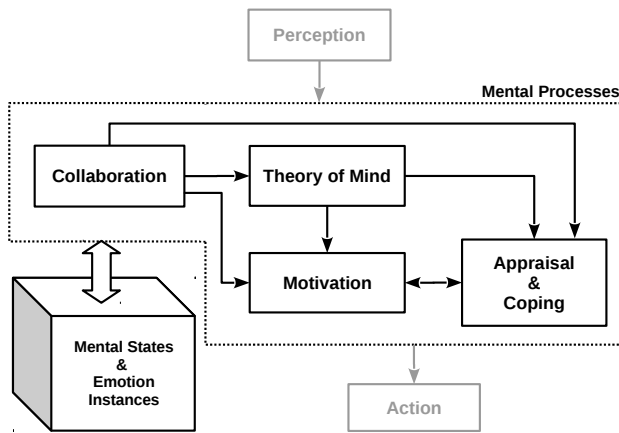 Perception
Mental Processes
Collaboration
Theory of Mind
Motivation
Appraisal
&
Coping
Mental States
&
Emotion
Instances
Action